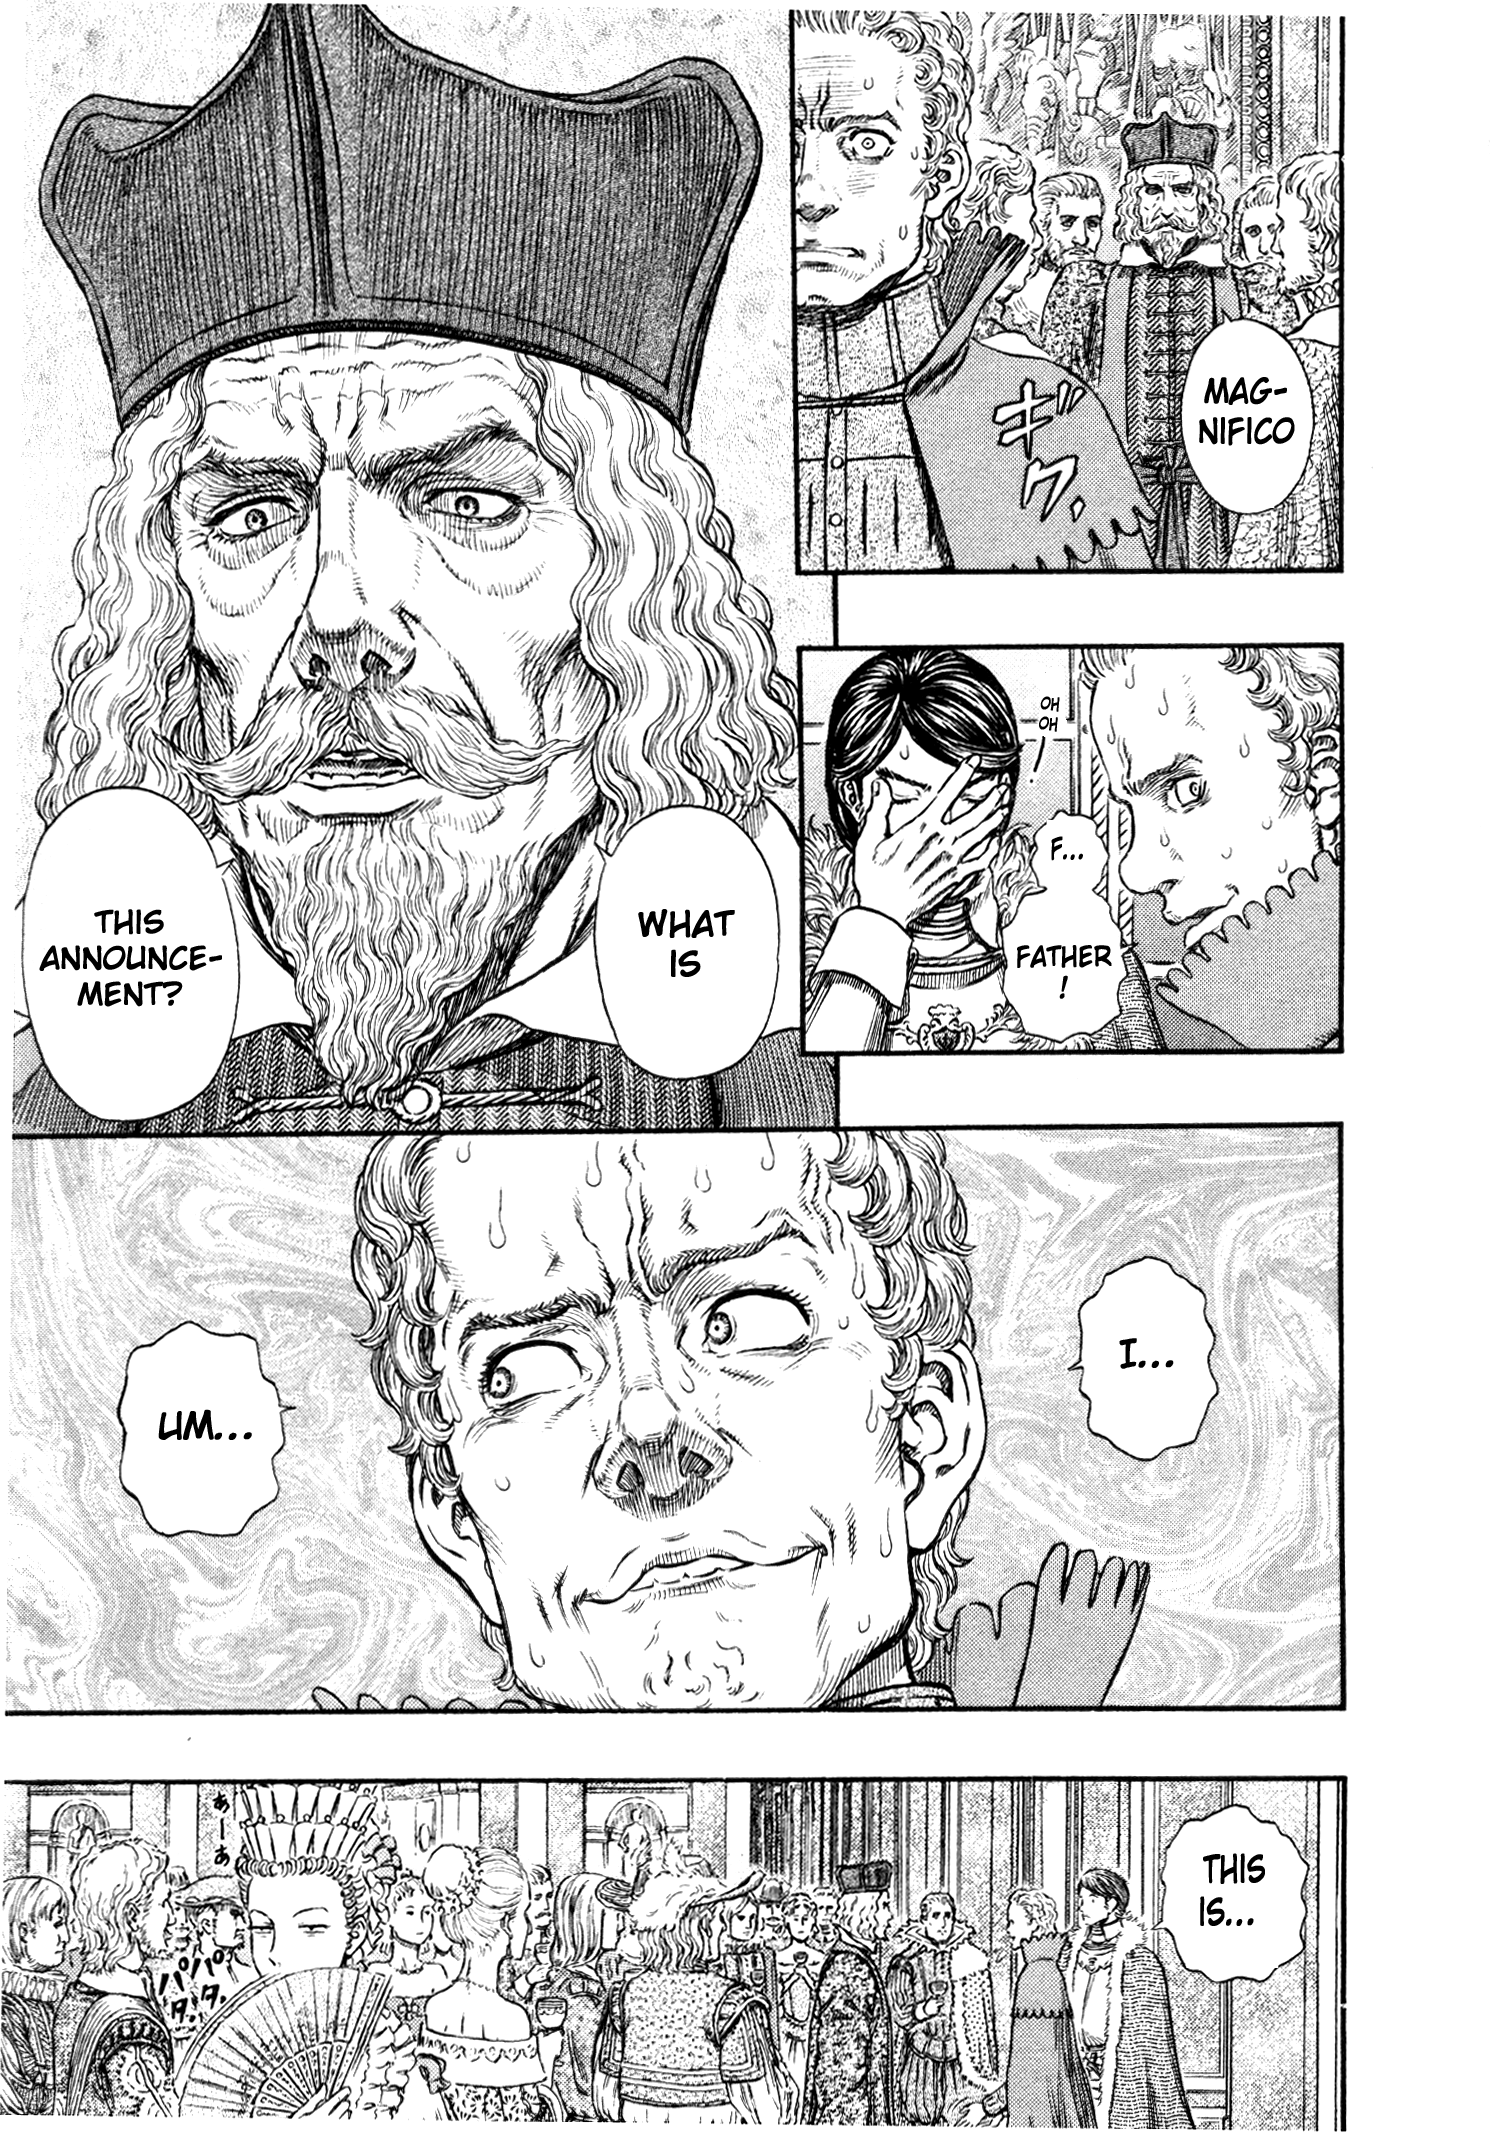 MAG-
NIFICO
ギクッ
OH
OH
!
F...
FATHER
!
WHAT
IS
THIS
ANNOUNCE-
MENT?
I...
UM...
THIS
IS...
あーあ
パタパタ